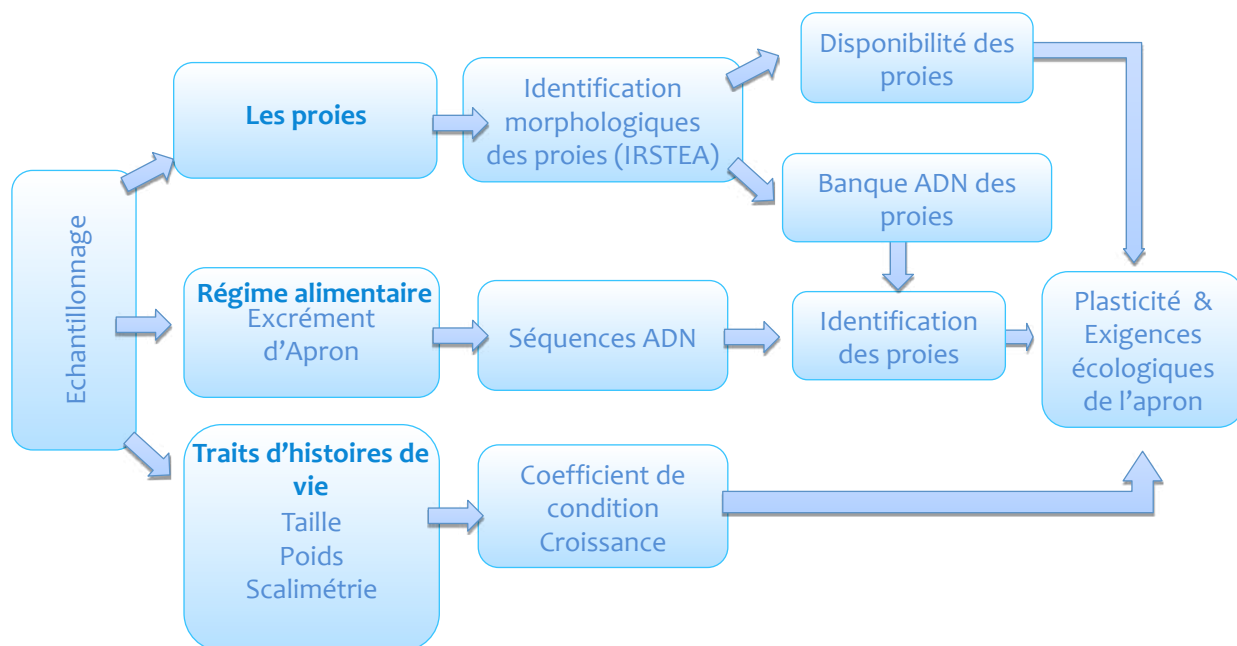 Echantillonnage
Les proies
Identification
morphologiques
des proies (IRSTEA)
Disponibilité des
proies
Banque ADN des
proies
Régime alimentaire
Excrément
d'Apron
Séquences ADN
Identification
des proies
Plasticité &
Exigences
écologiques
de l'apron
Traits d'histoires de
vie
Taille
Poids
Scalimétrie
Coefficient de
condition
Croissance